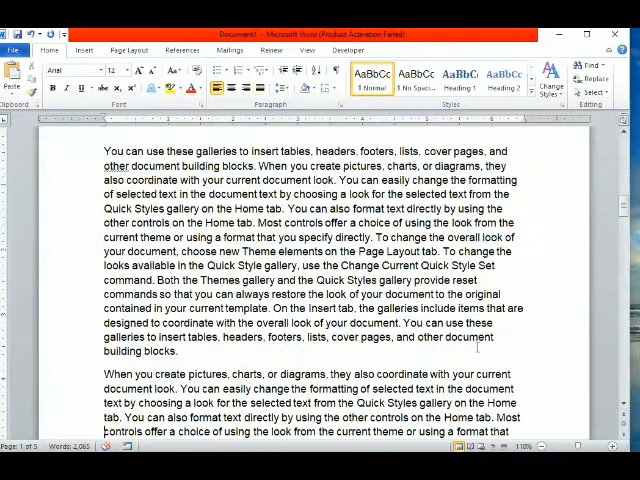 Document1 - Microsoft Word (Product Activation Failed)
File Home Insert Page Layout References Mailings Review View Developer
Arial 12
Paste
AaBbCc AaBbCc AaBbC AaBbCc
1 Normal 1 No Spaci... Heading 1 Heading 2
Change
Styles
Find
Replace
Select
Clipboard Font Paragraph Styles Editing
You can use these galleries to insert tables, headers, footers, lists, cover pages, and
other document building blocks. When you create pictures, charts, or diagrams, they
also coordinate with your current document look. You can easily change the formatting
of selected text in the document text by choosing a look for the selected text from the
Quick Styles gallery on the Home tab. You can also format text directly by using the
other controls on the Home tab. Most controls offer a choice of using the look from the
current theme or using a format that you specify directly. To change the overall look of
your document, choose new Theme elements on the Page Layout tab. To change the
looks available in the Quick Style gallery, use the Change Current Quick Style Set
command. Both the Themes gallery and the Quick Styles gallery provide reset
commands so that you can always restore the look of your document to the original
contained in your current template. On the Insert tab, the galleries include items that are
designed to coordinate with the overall look of your document. You can use these
galleries to insert tables, headers, footers, lists, cover pages, and other document
building blocks.
When you create pictures, charts, or diagrams, they also coordinate with your current
document look. You can easily change the formatting of selected text in the document
text by choosing a look for the selected text from the Quick Styles gallery on the Home
tab. You can also format text directly by using the other controls on the Home tab. Most
controls offer a choice of using the look from the current theme or using a format that
Page: 1 of 5 Words: 2,065 110%